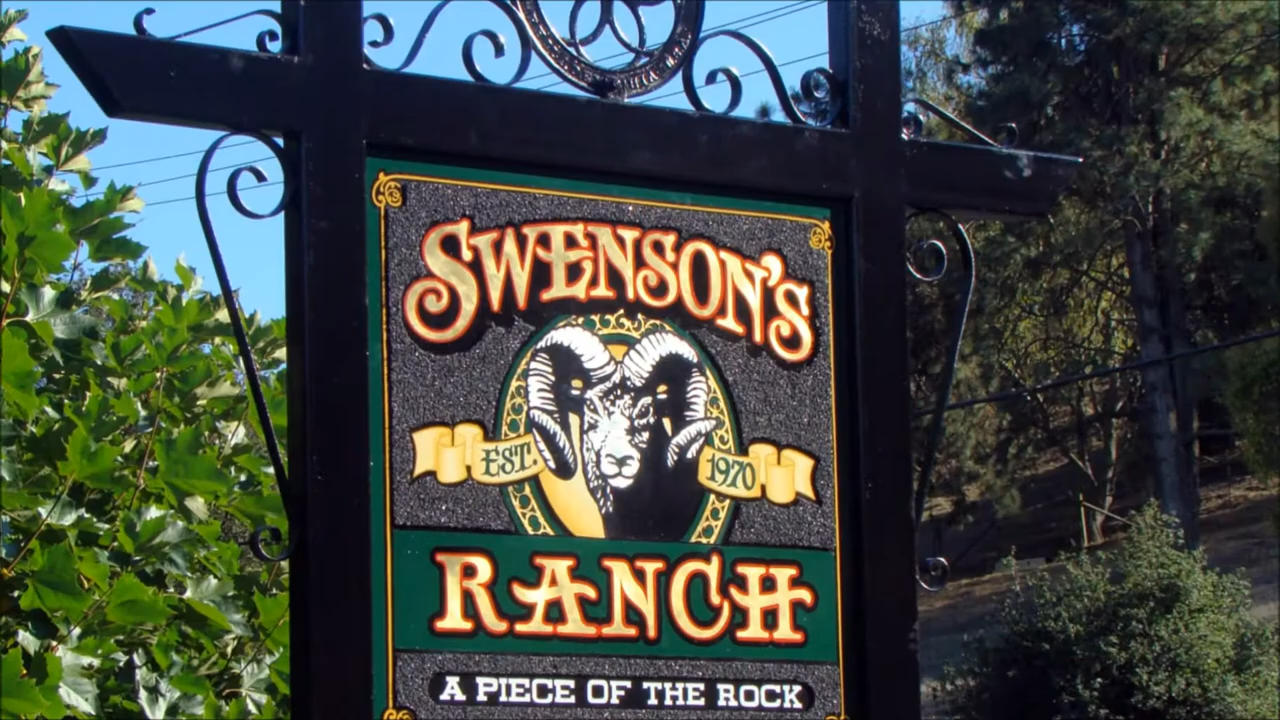 SWENSON'S
EST. 1970
RANCH
A PIECE OF THE ROCK